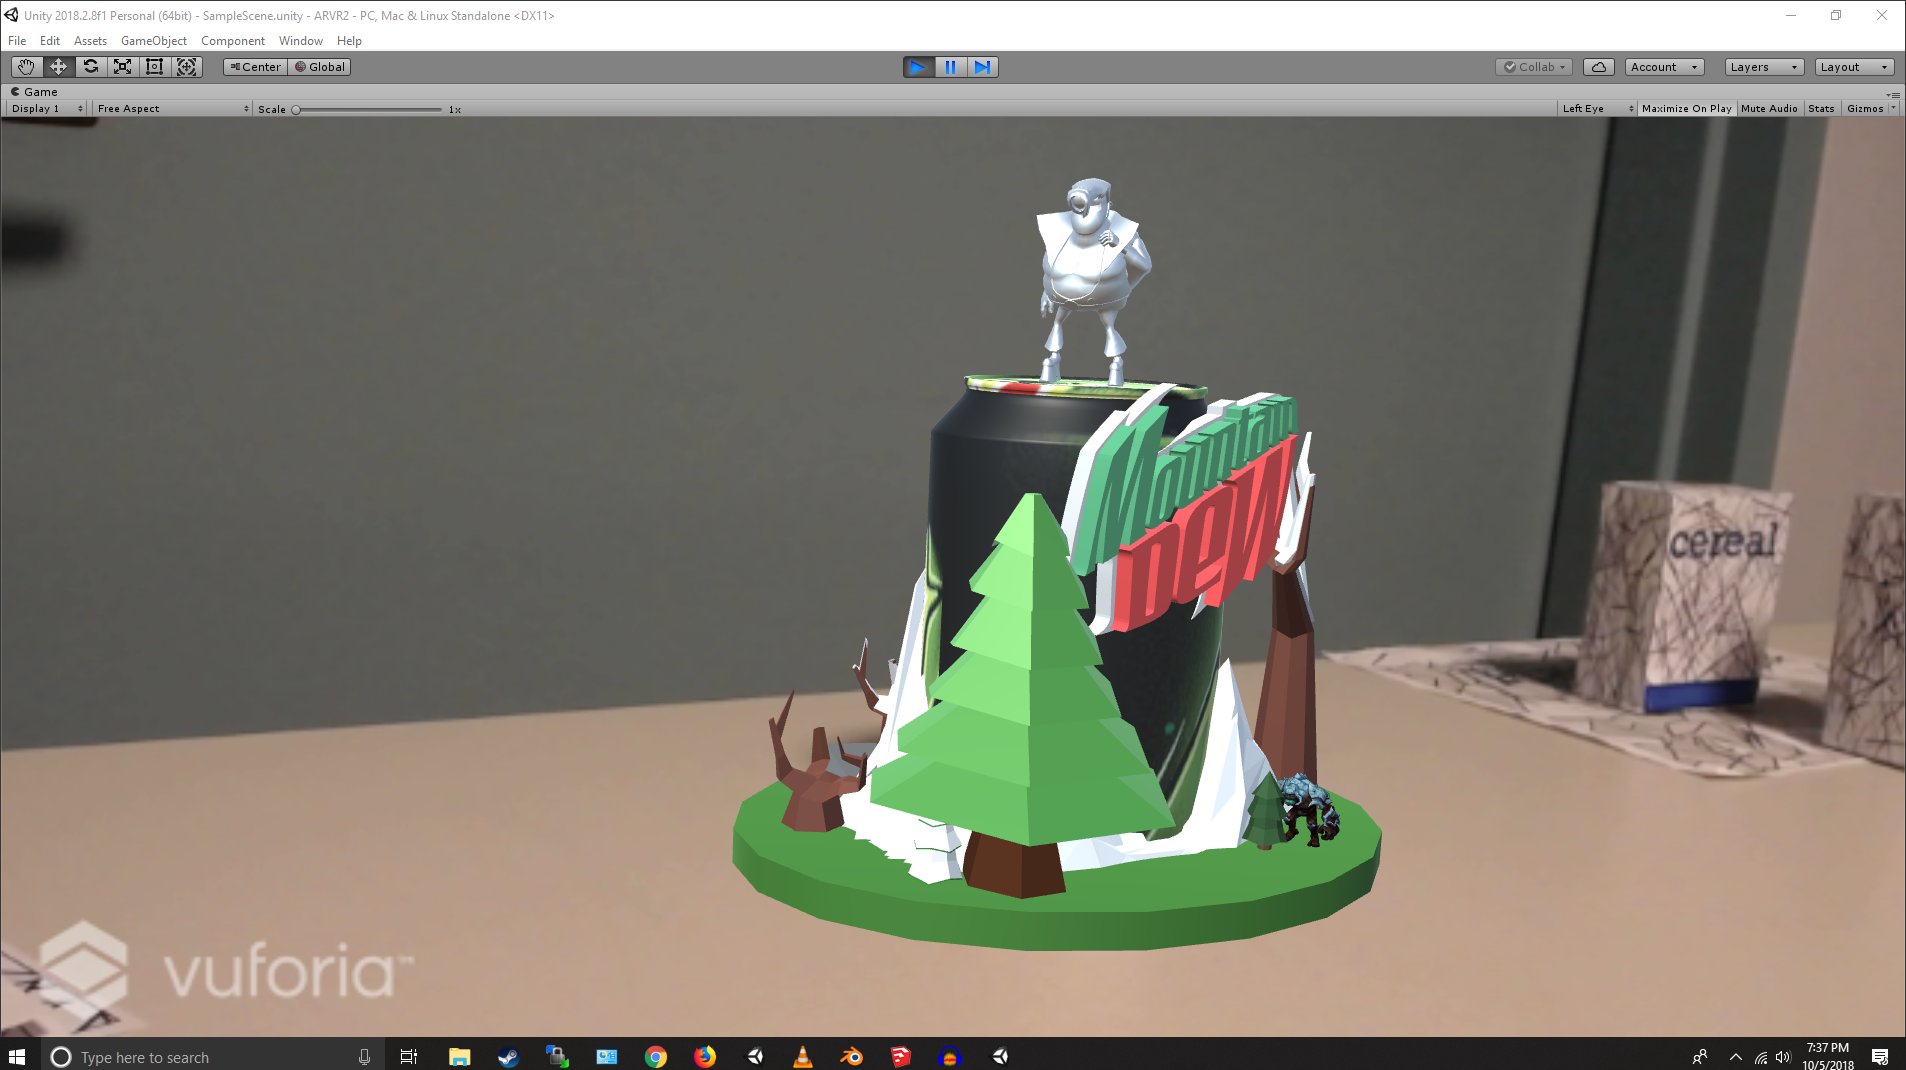 Unity 2018.2.8f1 Personal (64bit) - SampleScene.unity - ARVR2 - PC, Mac & Linux Standalone <DX11>
File Edit Assets GameObject Component Window Help
Center Global Collab Account Layers Layout
Game
Display 1 Free Aspect Scale 1x Left Eye Maximize On Play Mute Audio Stats Gizmos
Mountain
Dew
cereal
vuforia™
Type here to search
7:37 PM
10/5/2018